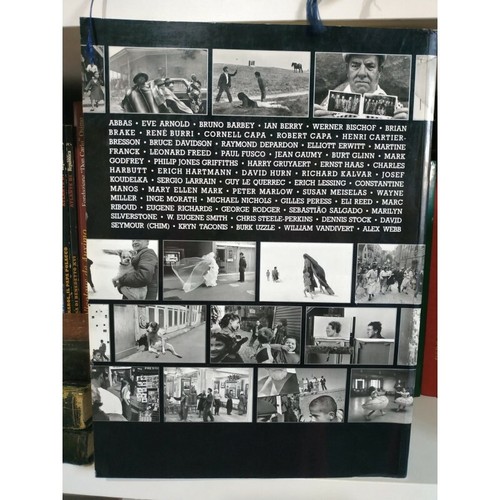 ABBAS • EVE ARNOLD • BRUNO BARBEY • IAN BERRY • WERNER BISCHOF • BRIAN
BRAKE • RENÉ BURRI • CORNELL CAPA • ROBERT CAPA • HENRI CARTIER-
BRESSON • BRUCE DAVIDSON • RAYMOND DEPARDON • ELLIOTT ERWITT • MARTINE
FRANCK • LEONARD FREED • PAUL FUSCO • JEAN GAUMY • BURT GLINN • MARK
GODFREY • PHILIP JONES GRIFFITHS • HARRY GRUYAERT • ERNST HAAS • CHARLES
HARBUTT • ERICH HARTMANN • DAVID HURN • RICHARD KALVAR • JOSEF
KOUDELKA • SERGIO LARRAIN • GUY LE QUERREC • ERICH LESSING • CONSTANTINE
MANOS • MARY ELLEN MARK • PETER MARLOW • SUSAN MEISELAS • WAYNE
MILLER • INGE MORATH • MICHAEL NICHOLS • GILLES PERESS • ELI REED • MARC
RIBOUD • EUGENE RICHARDS • GEORGE RODGER • SEBASTIÃO SALGADO • MARILYN
SILVERSTONE • W. EUGENE SMITH • CHRIS STEELE-PERKINS • DENNIS STOCK • DAVID
SEYMOUR (CHIM) • KRYN TACONIS • BURK UZZLE • WILLIAM VANDIVERT • ALEX WEBB